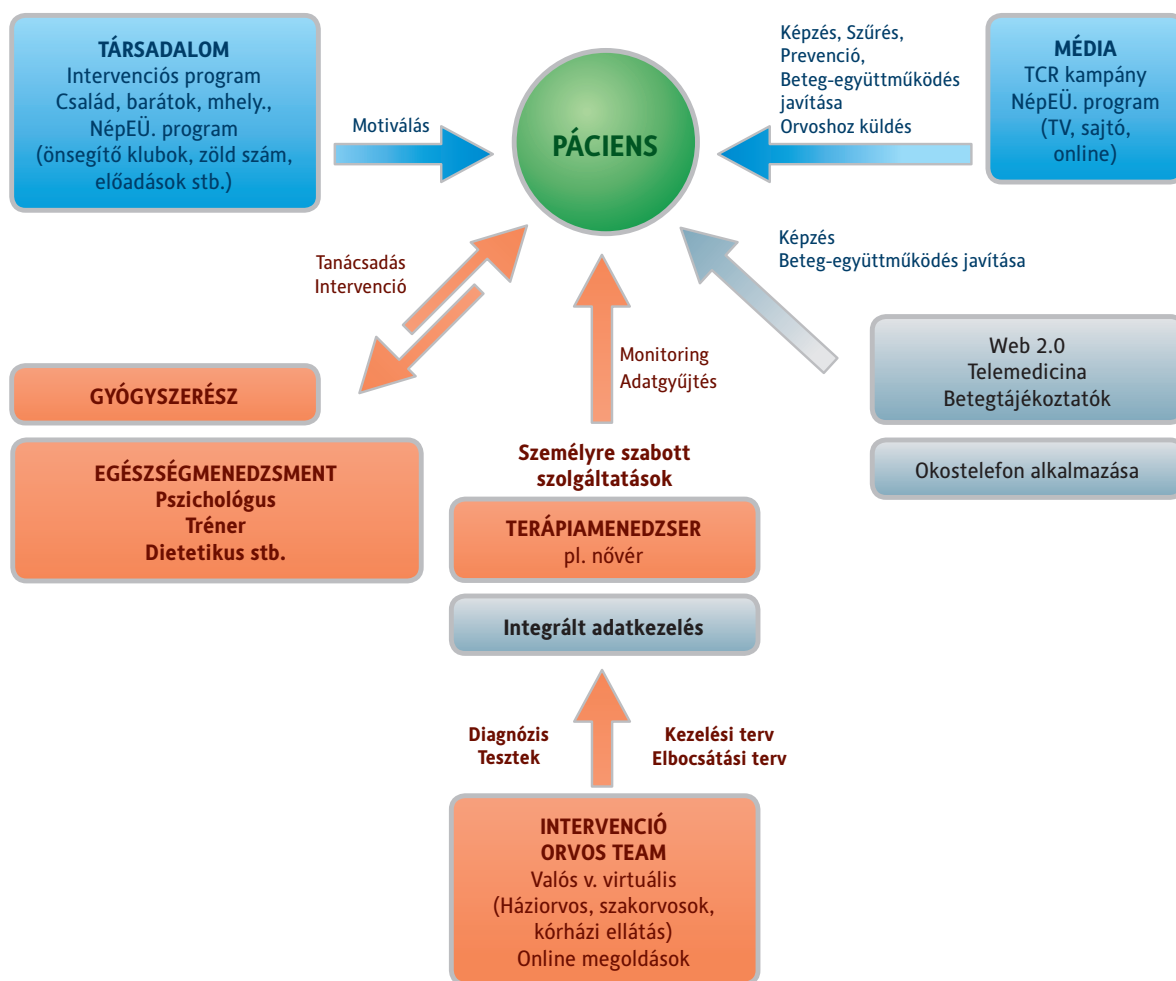 TÁRSADALOM
Intervenciós program
Család, barátok, mhely.,
NépEÜ. program
(önsegítő klubok, zöld szám,
előadások stb.)
Motiválás
PÁCIENS
Képzés, Szűrés,
Prevenció,
Beteg-együttműködés
javítása
Orvoshoz küldés
MÉDIA
TCR kampány
NépEÜ. program
(TV, sajtó,
online)
Tanácsadás
Intervenció
Képzés
Beteg-együttműködés javítása
Monitoring
Adatgyűjtés
Web 2.0
Telemedicina
Betegtájékoztatók
Okostelefon alkalmazása
GYÓGYSZERÉSZ
EGÉSZSÉGMENEDZSMENT
Pszichológus
Tréner
Dietetikus stb.
Személyre szabott
szolgáltatások
TERÁPIAMENEDZSER
pl. nővér
Integrált adatkezelés
Diagnózis
Tesztek
Kezelési terv
Elbocsátási terv
INTERVENCIÓ
ORVOS TEAM
Valós v. virtuális
(Háziorvos, szakorvosok,
kórházi ellátás)
Online megoldások